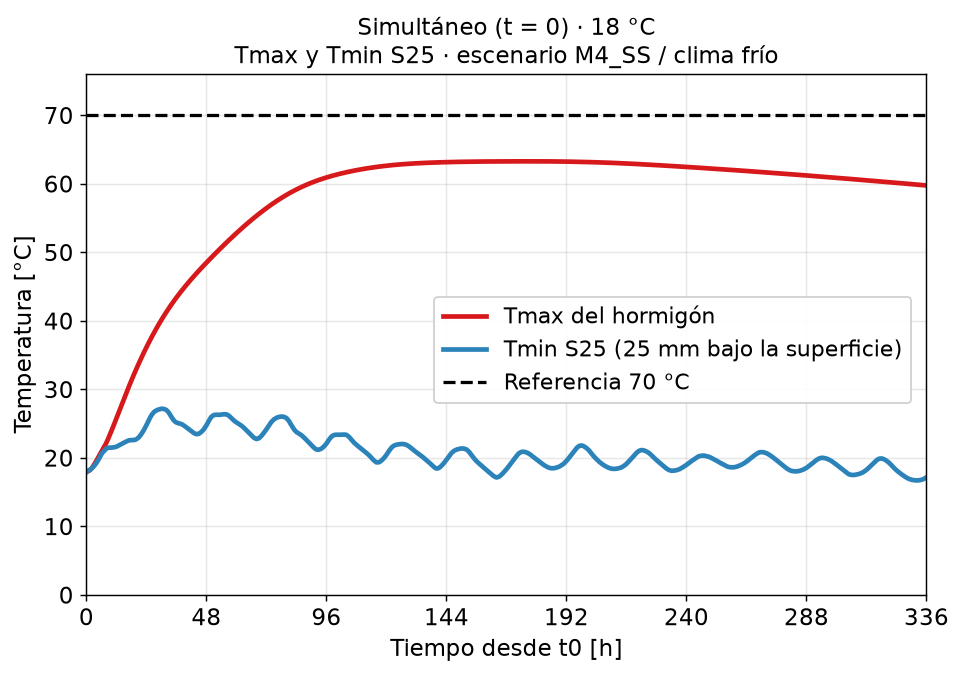 Simultáneo (t = 0) · 18 °C
Tmax y Tmin S25 · escenario M4_SS / clima frío
Temperatura [°C]
70
60
50
40
30
20
10
0
Tmax del hormigón
Tmin S25 (25 mm bajo la superficie)
Referencia 70 °C
0 48 96 144 192 240 288 336
Tiempo desde t0 [h]